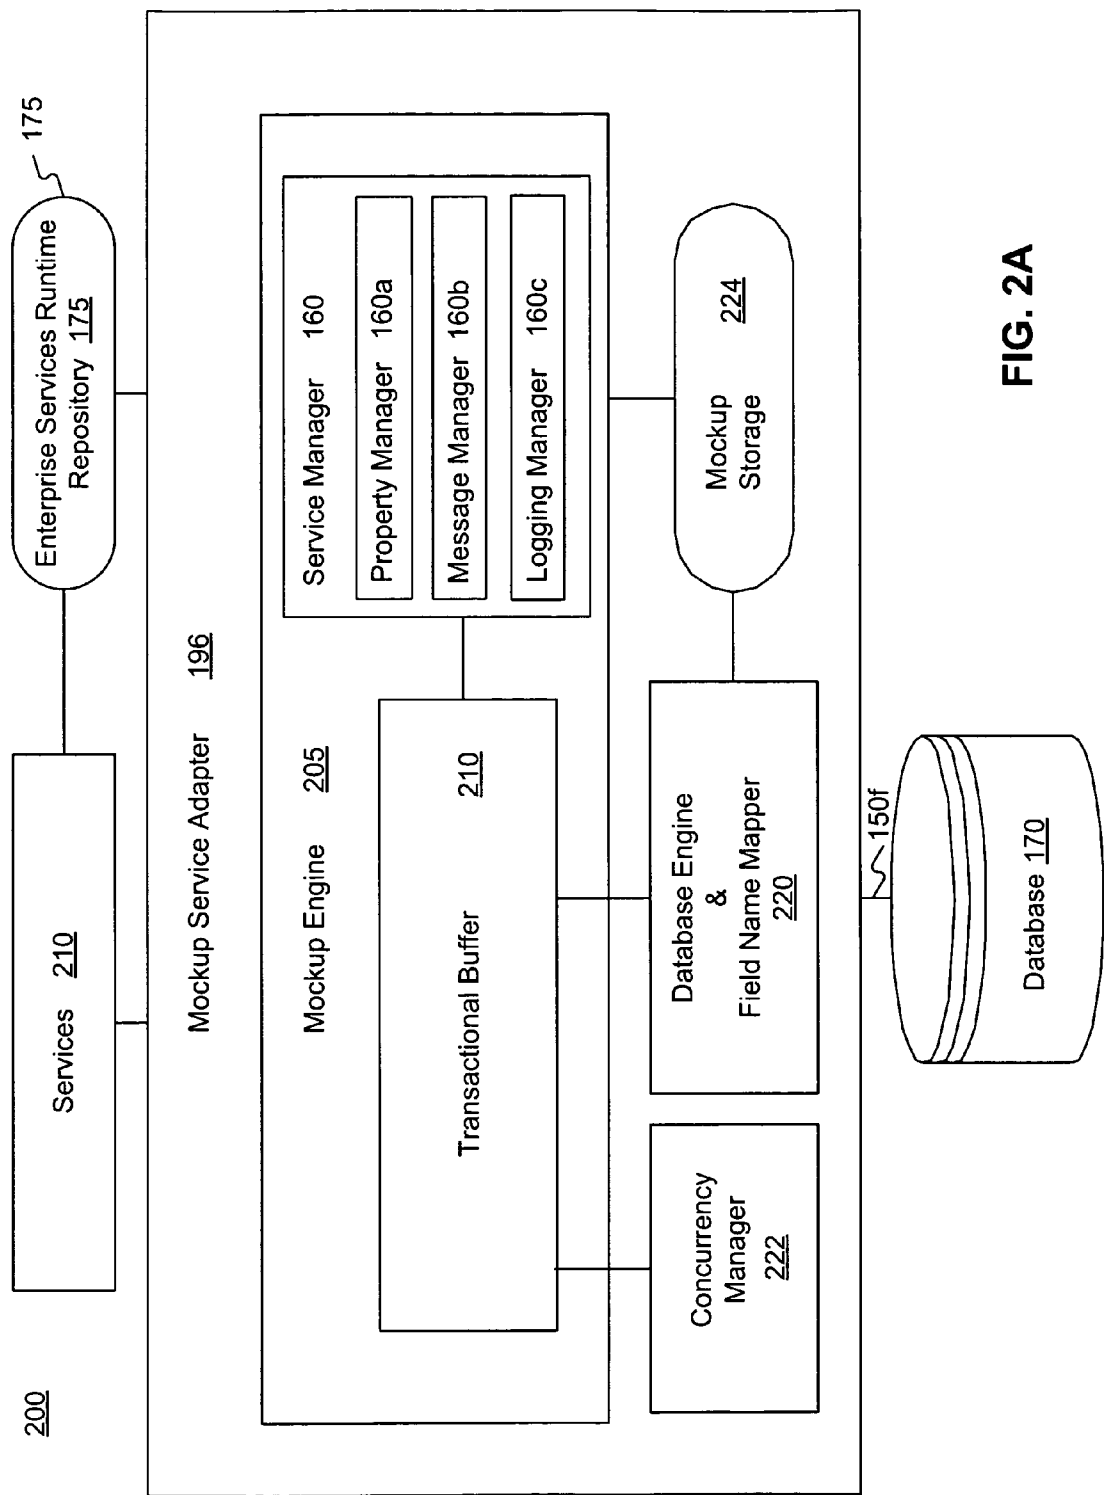 200
Services 210
Enterprise Services Runtime
Repository 175
175
Mockup Service Adapter 196
Mockup Engine 205
Transactional Buffer 210
Service Manager 160
Property Manager 160a
Message Manager 160b
Logging Manager 160c
Concurrency
Manager
222
Database Engine
&
Field Name Mapper
220
Mockup
Storage
224
150f
Database 170
FIG. 2A